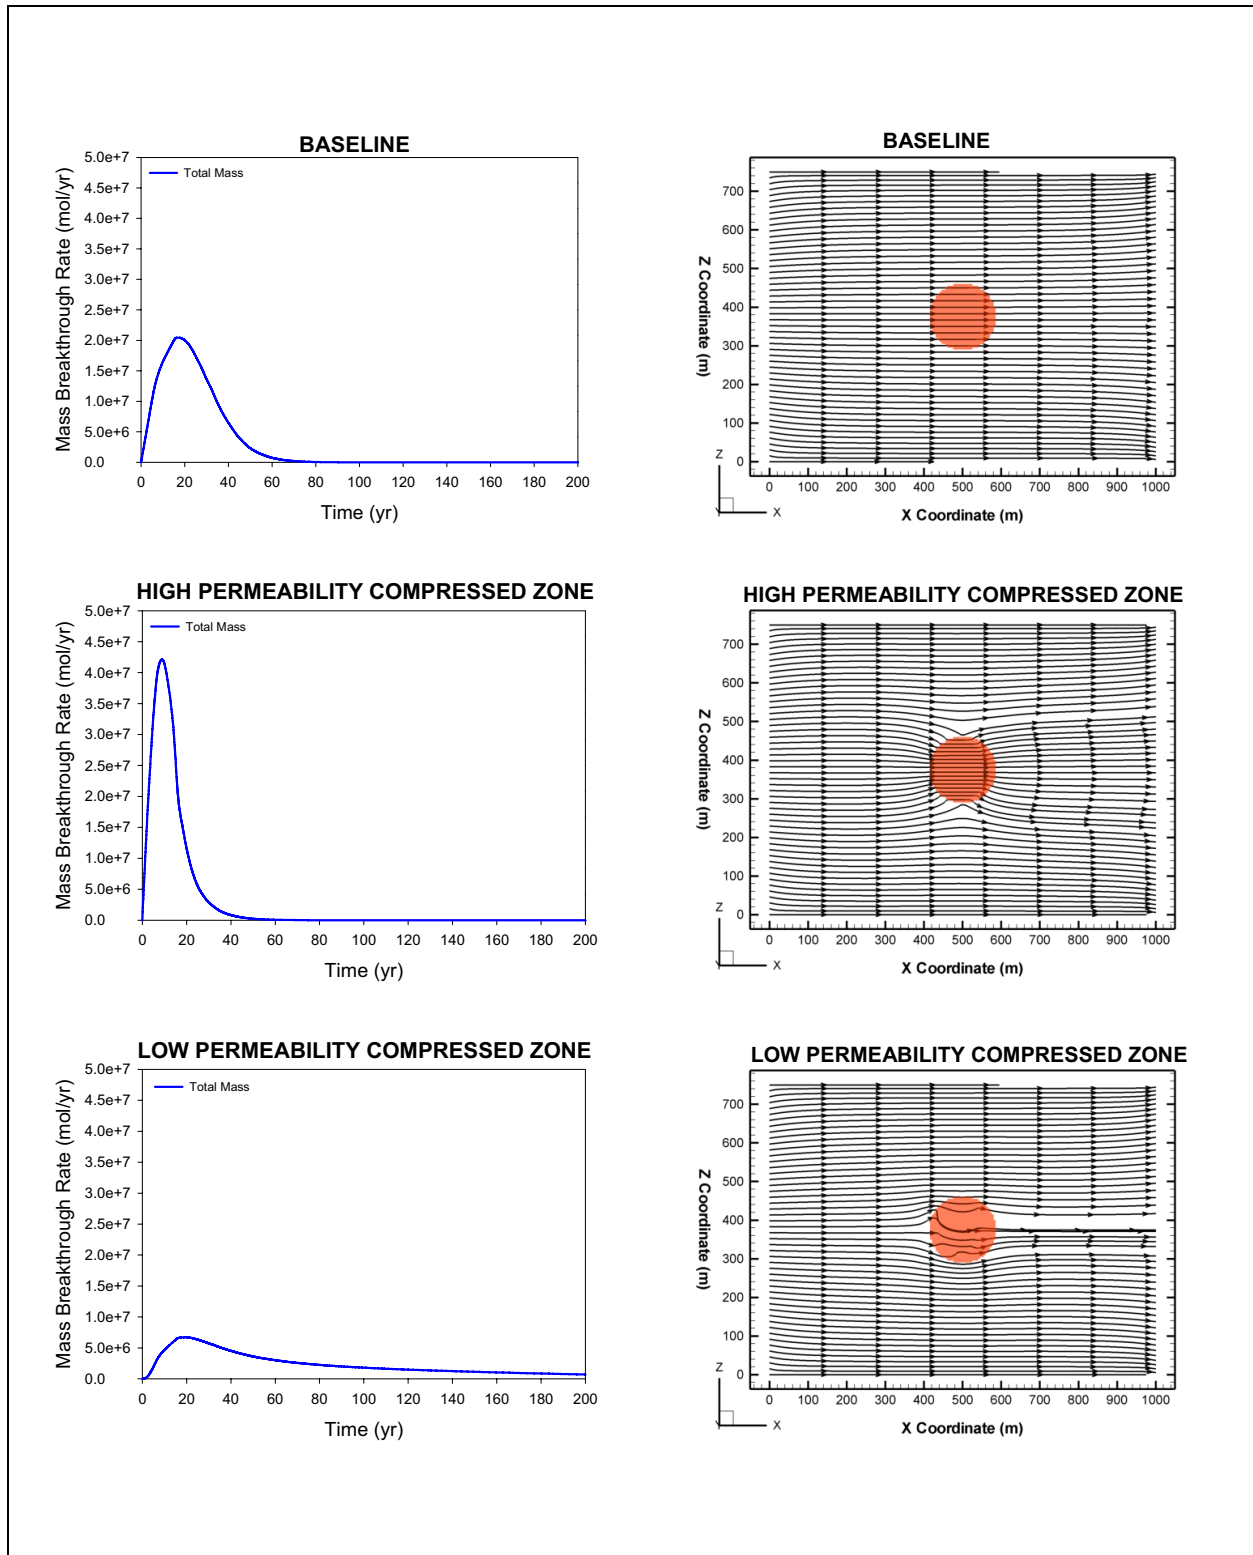 BASELINE
5.0e+7
4.5e+7
4.0e+7
3.5e+7
3.0e+7
2.5e+7
2.0e+7
1.5e+7
1.0e+7
5.0e+6
0.0
Mass Breakthrough Rate (mol/yr)
Total Mass
0 20 40 60 80 100 120 140 160 180 200
Time (yr)
BASELINE
700
600
500
400
300
200
100
0
Z Coordinate (m)
0 100 200 300 400 500 600 700 800 900 1000
X Coordinate (m)
Z
Y
X
HIGH PERMEABILITY COMPRESSED ZONE
5.0e+7
4.5e+7
4.0e+7
3.5e+7
3.0e+7
2.5e+7
2.0e+7
1.5e+7
1.0e+7
5.0e+6
0.0
Mass Breakthrough Rate (mol/yr)
Total Mass
0 20 40 60 80 100 120 140 160 180 200
Time (yr)
HIGH PERMEABILITY COMPRESSED ZONE
700
600
500
400
300
200
100
0
Z Coordinate (m)
0 100 200 300 400 500 600 700 800 900 1000
X Coordinate (m)
Z
Y
X
LOW PERMEABILITY COMPRESSED ZONE
5.0e+7
4.5e+7
4.0e+7
3.5e+7
3.0e+7
2.5e+7
2.0e+7
1.5e+7
1.0e+7
5.0e+6
0.0
Mass Breakthrough Rate (mol/yr)
Total Mass
0 20 40 60 80 100 120 140 160 180 200
Time (yr)
LOW PERMEABILITY COMPRESSED ZONE
700
600
500
400
300
200
100
0
Z Coordinate (m)
0 100 200 300 400 500 600 700 800 900 1000
X Coordinate (m)
Z
Y
X